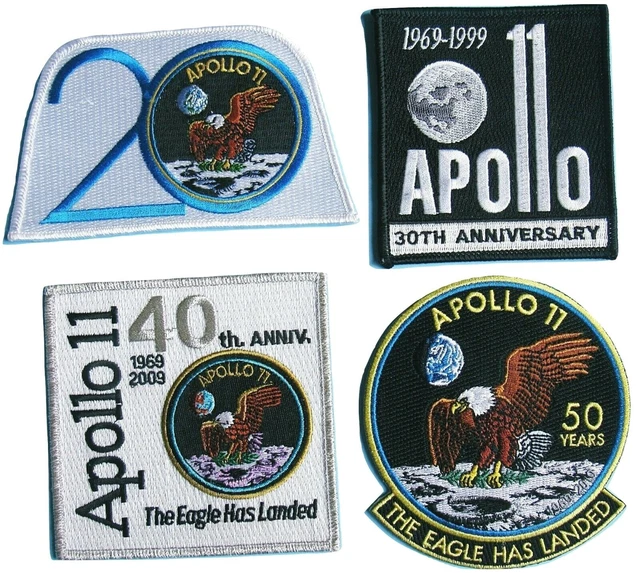 20
APOLLO 11
1969-1999
11
APOllO
30TH ANNIVERSARY
Apollo 11
40th. ANNIV.
1969
2009
APOLLO 11
The Eagle Has Landed
APOLLO 11
50
YEARS
THE EAGLE HAS LANDED